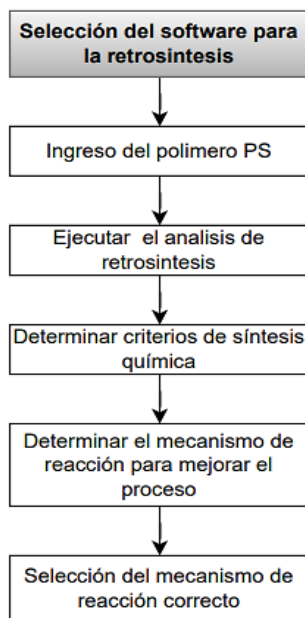 Selección del software para
la retrosintesis
Ingreso del polimero PS
Ejecutar el analisis de
retrosintesis
Determinar criterios de síntesis
química
Determinar el mecanismo de
reacción para mejorar el
proceso
Selección del mecanismo de
reacción correcto